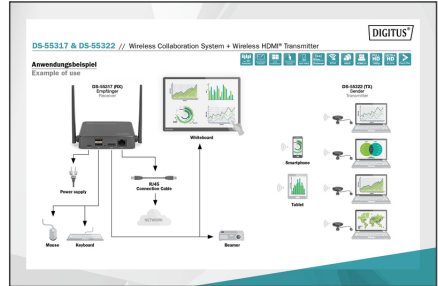 DIGITUS®
DS-55317 & DS-55322 // Wireless Collaboration System + Wireless HDMI® Transmitter
Anwendungsbeispiel
Example of use
DS-55317 (RX)
Empfänger
Receiver
DS-55322 (TX)
Sender
Transmitter
Whiteboard
Smartphone
Power supply
RJ45
Connection Cable
Tablet
NETWORK
Mouse
Keyboard
Beamer